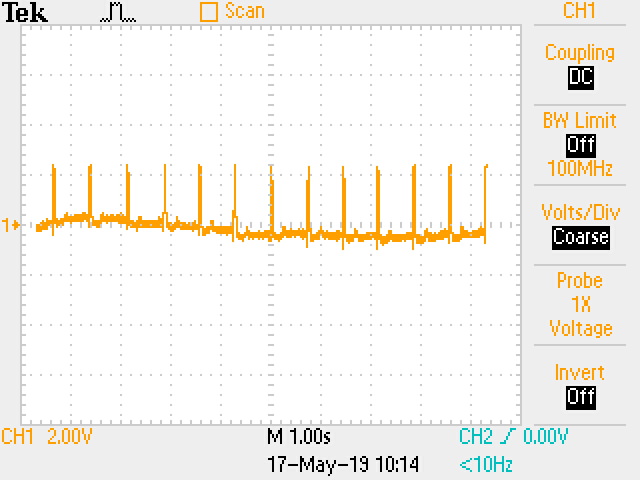 Tek Scan CH1
Coupling
DC
BW Limit
Off
100MHz
Volts/Div
Coarse
1
Probe
1X
Voltage
Invert
Off
CH1 2.00V M 1.00s CH2 0.00V
17-May-19 10:14 <10Hz